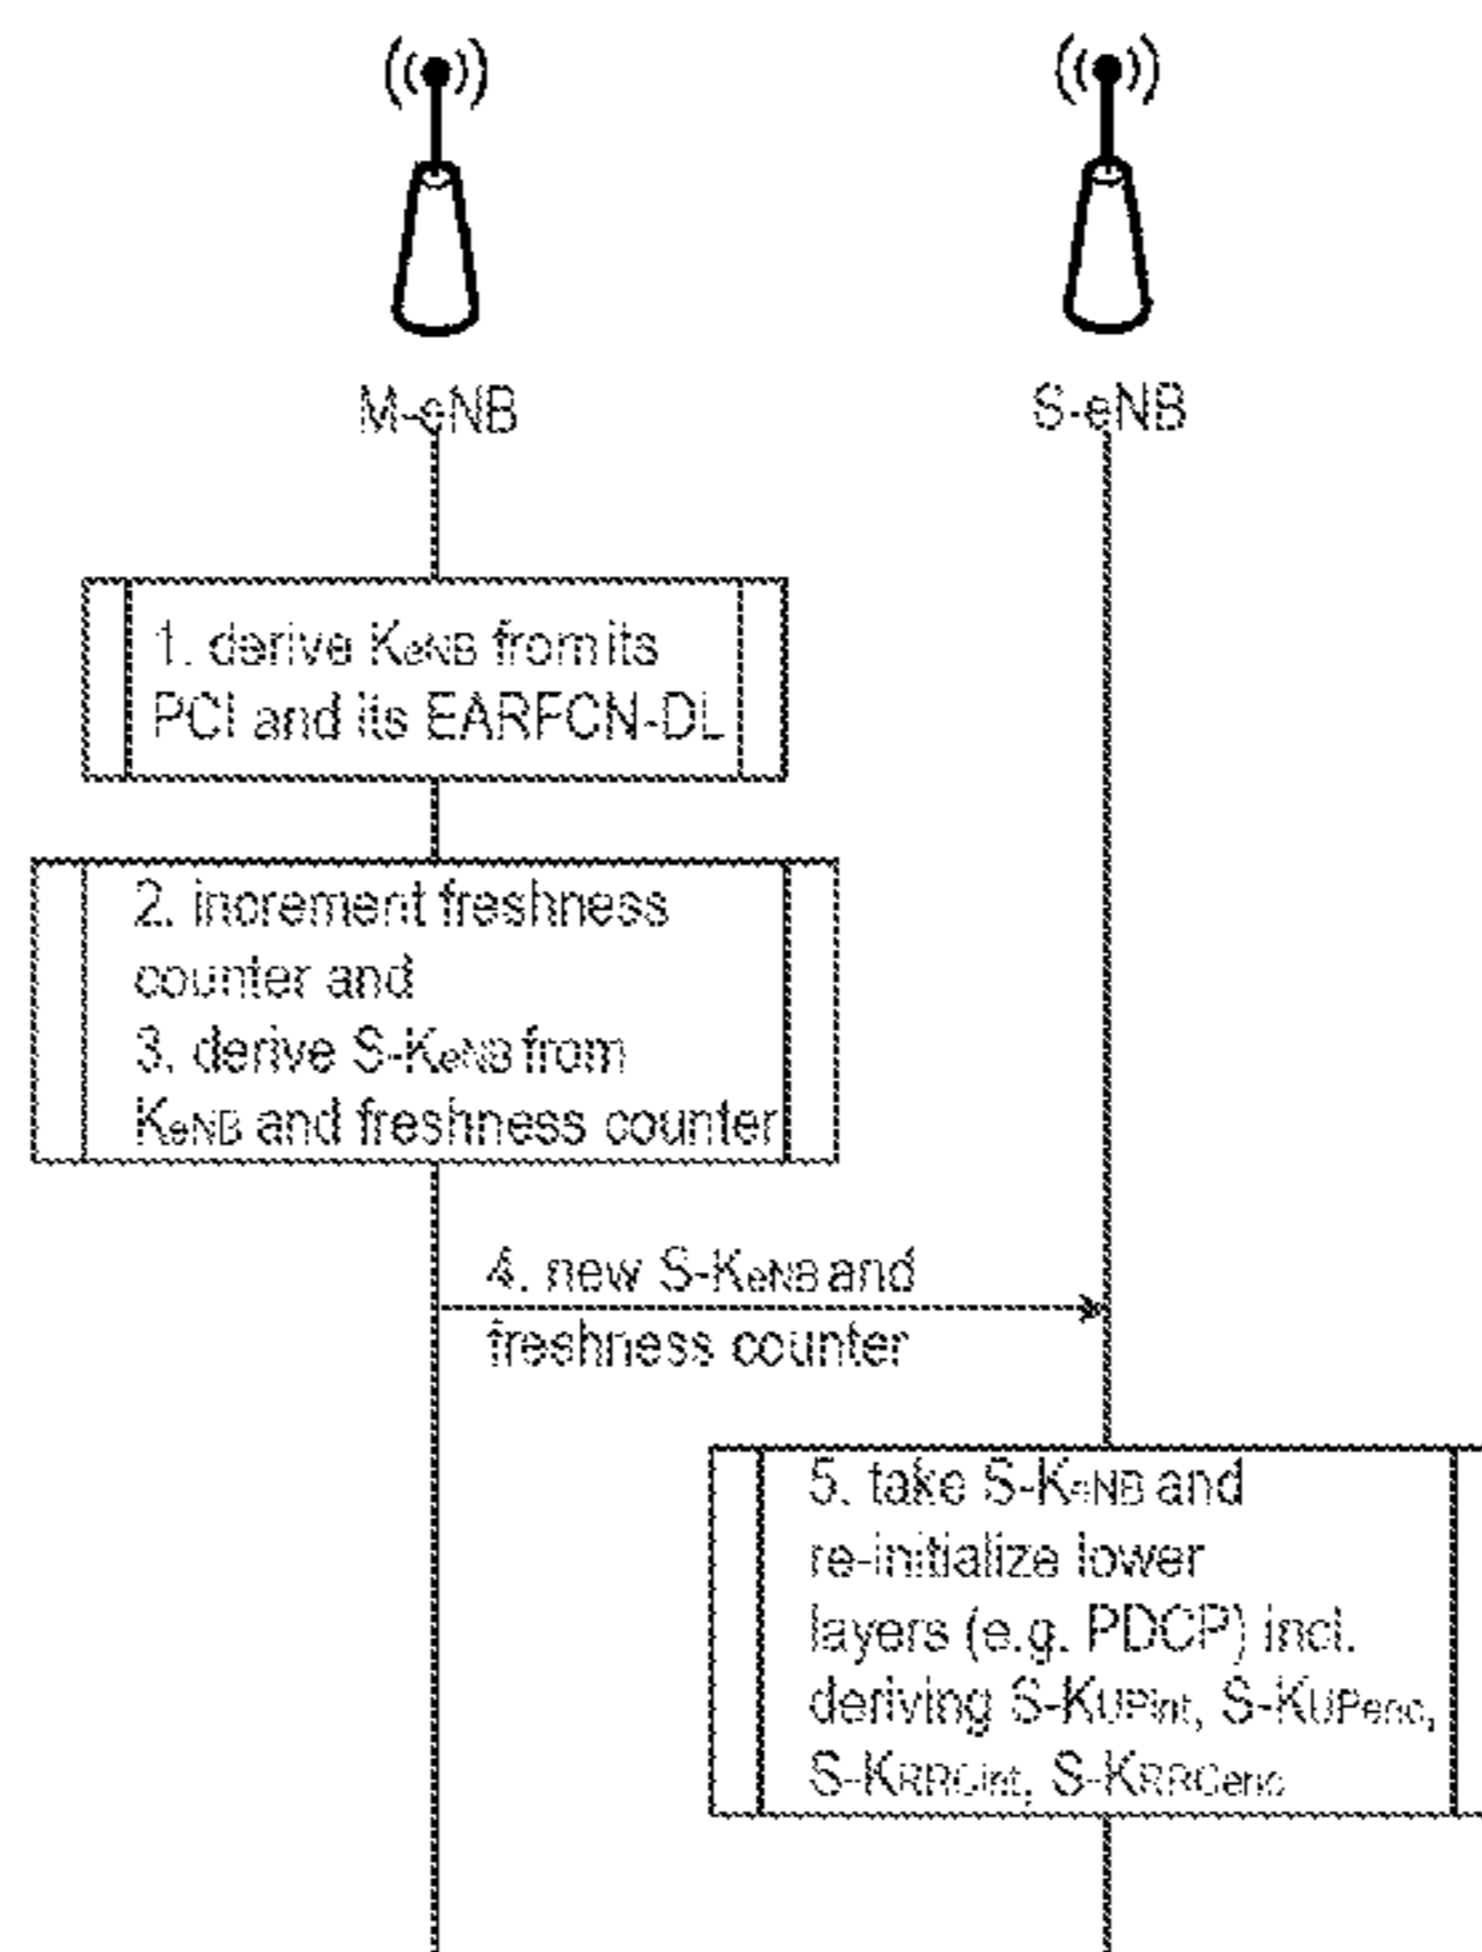 M-eNB
S-eNB
1. derive KeNB from its
PCI and its EARFCN-DL
2. increment freshness
counter and
3. derive S-KeNB from
KeNB and freshness counter
4. new S-KeNB and
freshness counter
5. take S-KeNB and
re-initialize lower
layers (e.g. PDCP) incl.
deriving S-KUPint, S-KUPenc,
S-KRRCint, S-KRRCenc